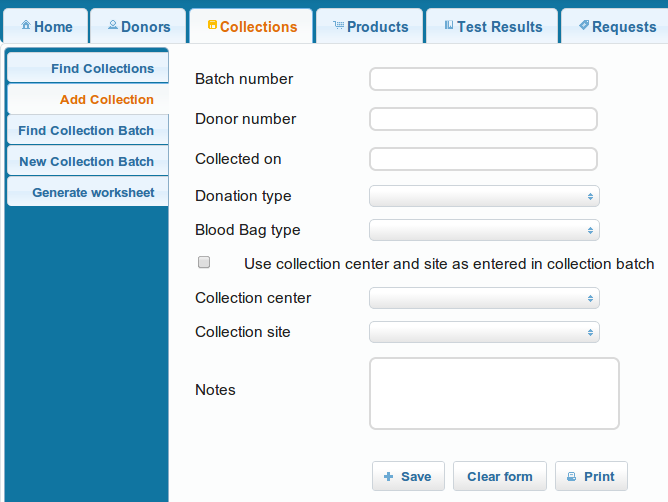 Home Donors Collections Products Test Results Requests
Find Collections
Add Collection
Find Collection Batch
New Collection Batch
Generate worksheet
Batch number
Donor number
Collected on
Donation type
Blood Bag type
Use collection center and site as entered in collection batch
Collection center
Collection site
Notes
Save Clear form Print